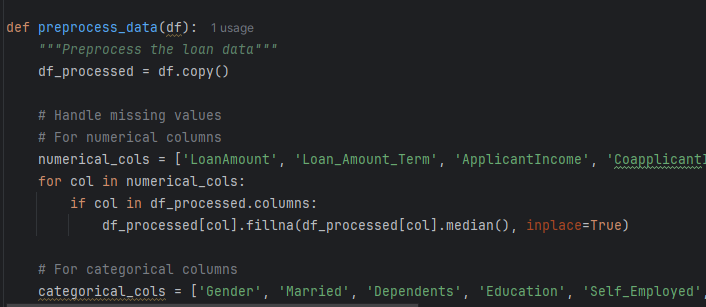 def preprocess_data(df): 1 usage
"""Preprocess the loan data"""
df_processed = df.copy()
# Handle missing values
# For numerical columns
numerical_cols = ['LoanAmount', 'Loan_Amount_Term', 'ApplicantIncome', 'CoapplicantI
for col in numerical_cols:
if col in df_processed.columns:
df_processed[col].fillna(df_processed[col].median(), inplace=True)
# For categorical columns
categorical_cols = ['Gender', 'Married', 'Dependents', 'Education', 'Self_Employed',